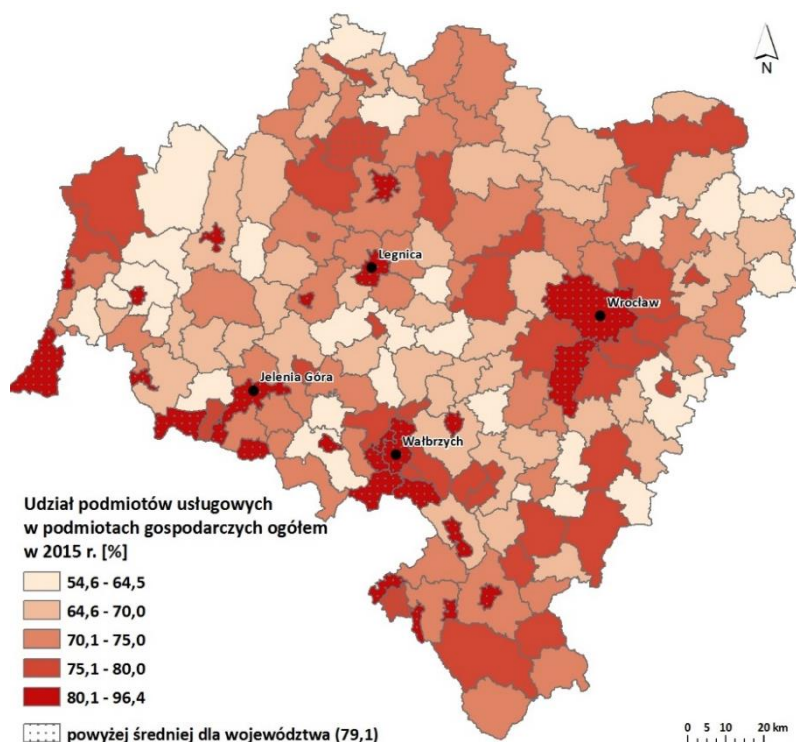 N
Legnica
Wrocław
Jelenia Góra
Wałbrzych
Udział podmiotów usługowych
w podmiotach gospodarczych ogółem
w 2015 r. [%]
54,6 - 64,5
64,6 - 70,0
70,1 - 75,0
75,1 - 80,0
80,1 - 96,4
powyżej średniej dla województwa (79,1)
0 5 10 20 km